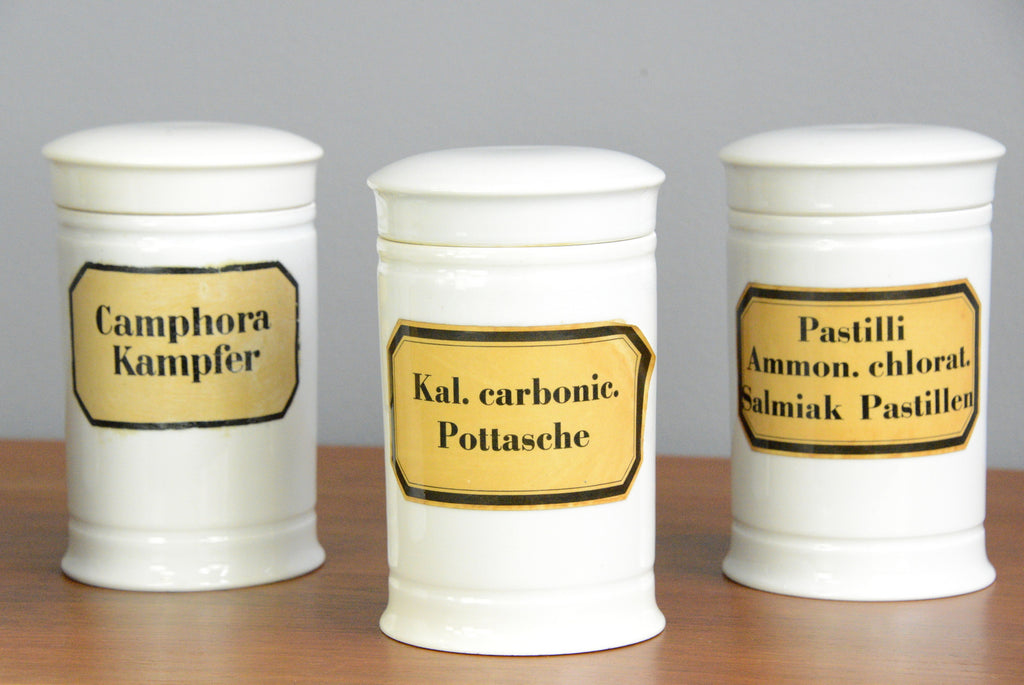 Camphora
Kampfer
Kal. carbonic.
Pottasche
Pastilli
Ammon. chlorat.
Salmiak Pastillen